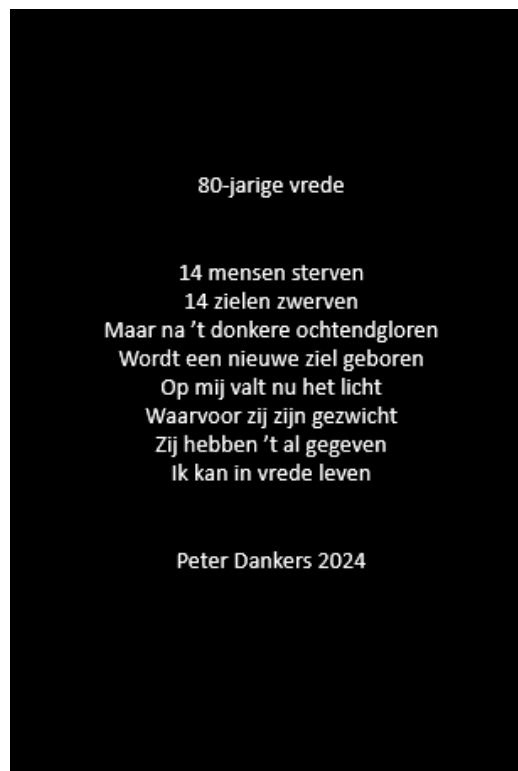 80-jarige vrede
14 mensen sterven
14 zielen zwerven
Maar na ’t donkere ochtendgloren
Wordt een nieuwe ziel geboren
Op mij valt nu het licht
Waarvoor zij zijn gezwicht
Zij hebben ’t al gegeven
Ik kan in vrede leven
Peter Dankers 2024